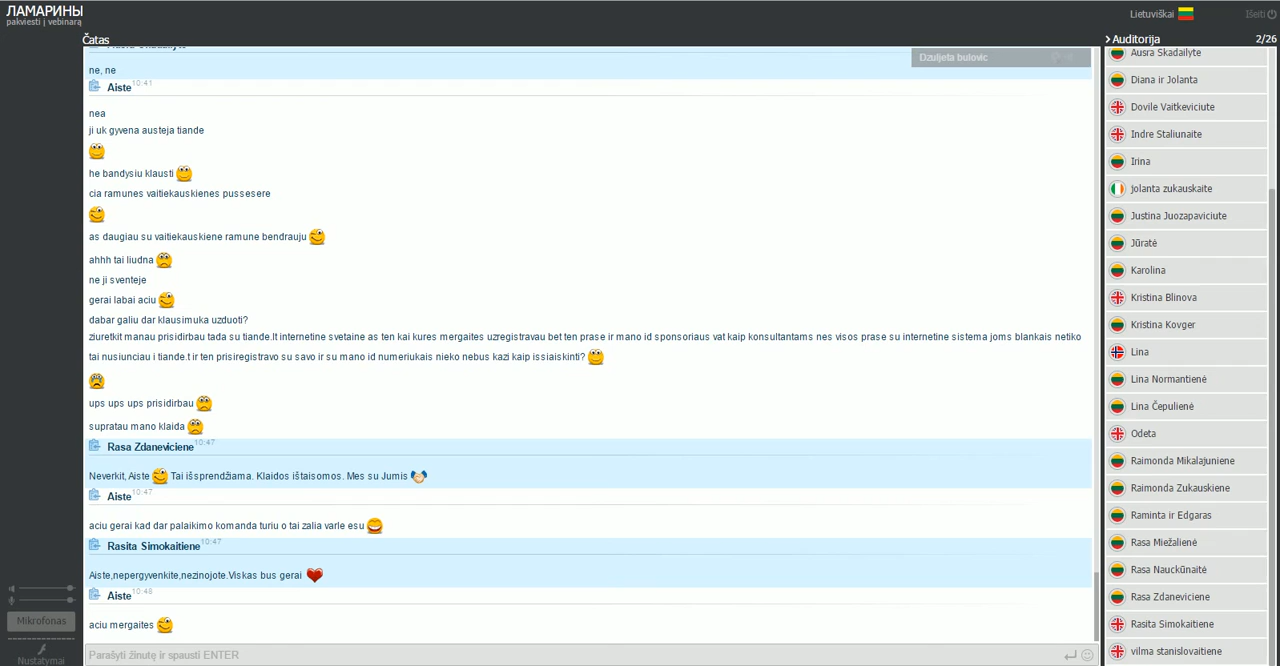 ЛАМАРИНЫ
pakviesti į vebinarą
Lietuviškai
Išeiti
Čatas
Auditorija 2/26
Dzuljeta bulovic
ne, ne
Aiste 10:41
nea
ji uk gyvena austeja tiande
he bandysiu klausti
cia ramunes vaitiekauskienes pussesere
as daugiau su vaitiekauskiene ramune bendrauju
ahhh tai liudna
ne ji sventeje
gerai labai aciu
dabar galiu dar klausimuka uzduoti?
ziuretkit manau prisidirbau tada su tiande.lt internetine svetaine as ten kai kures mergaites uzregistravau bet ten prase ir mano id sponsoriaus vat kaip konsultantams nes visos prase su internetine sistema joms blankais netiko
tai nusiunciau i tiande.t ir ten prisiregistravo su savo ir su mano id numeriukais nieko nebus kazi kaip issiaiskinti?
ups ups ups prisidirbau
supratau mano klaida
Rasa Zdaneviciene 10:47
Neverkit, Aiste Tai išsprendžiama. Klaidos ištaisomos. Mes su Jumis
Aiste 10:47
aciu gerai kad dar palaikimo komanda turiu o tai zalia varle esu
Rasita Simokaitiene 10:47
Aiste,nepergyvenkite,nezinojote.Viskas bus gerai
Aiste 10:48
aciu mergaites
Parašyti žinutę ir spausti ENTER
Mikrofonas
Nustatymai
Ausra Skadailyte
Diana ir Jolanta
Dovile Vaitkeviciute
Indre Staliunaite
Irina
jolanta zukauskaite
Justina Juozapaviciute
Jūratė
Karolina
Kristina Blinova
Kristina Kovger
Lina
Lina Normantienė
Lina Čepulienė
Odeta
Raimonda Mikalajuniene
Raimonda Zukauskiene
Raminta ir Edgaras
Rasa Miežalienė
Rasa Nauckūnaitė
Rasa Zdaneviciene
Rasita Simokaitiene
vilma stanislovaitiene